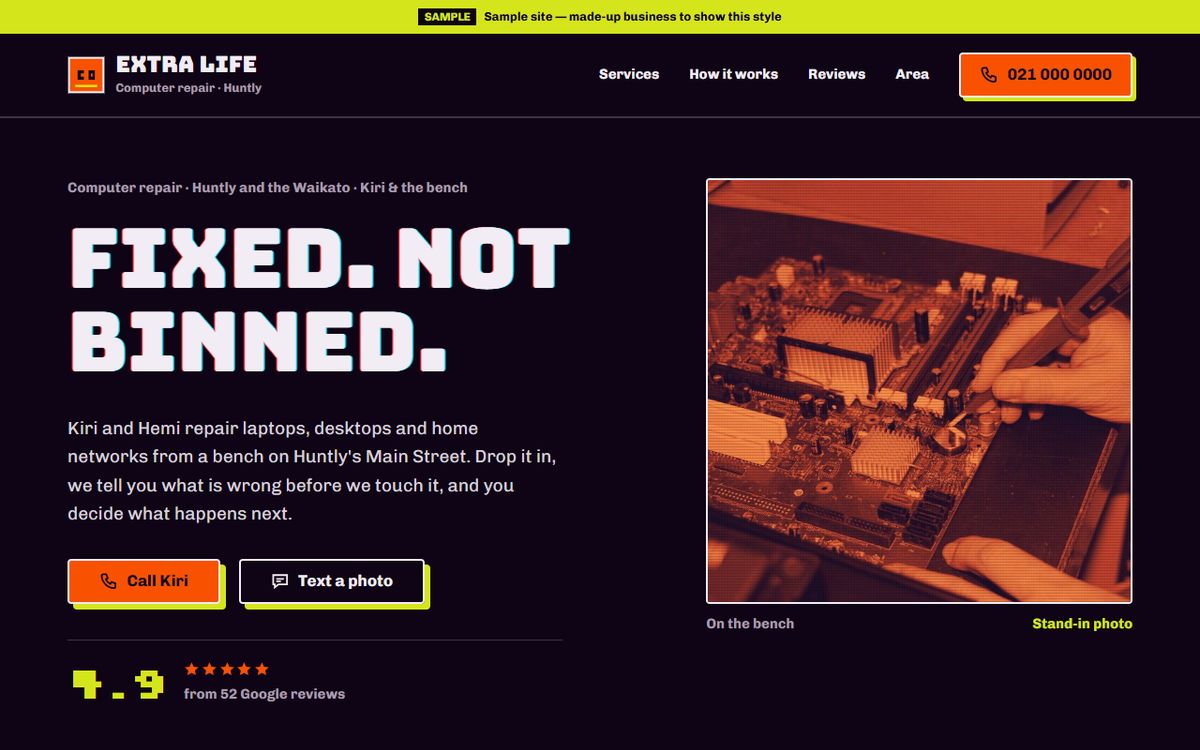 SAMPLE Sample site — made-up business to show this style
EXTRA LIFE
Computer repair · Huntly
Services How it works Reviews Area 021 000 0000
Computer repair · Huntly and the Waikato · Kiri & the bench
FIXED. NOT
BINNED.
Kiri and Hemi repair laptops, desktops and home
networks from a bench on Huntly's Main Street. Drop it in,
we tell you what is wrong before we touch it, and you
decide what happens next.
Call Kiri Text a photo
On the bench Stand-in photo
4.9
from 52 Google reviews